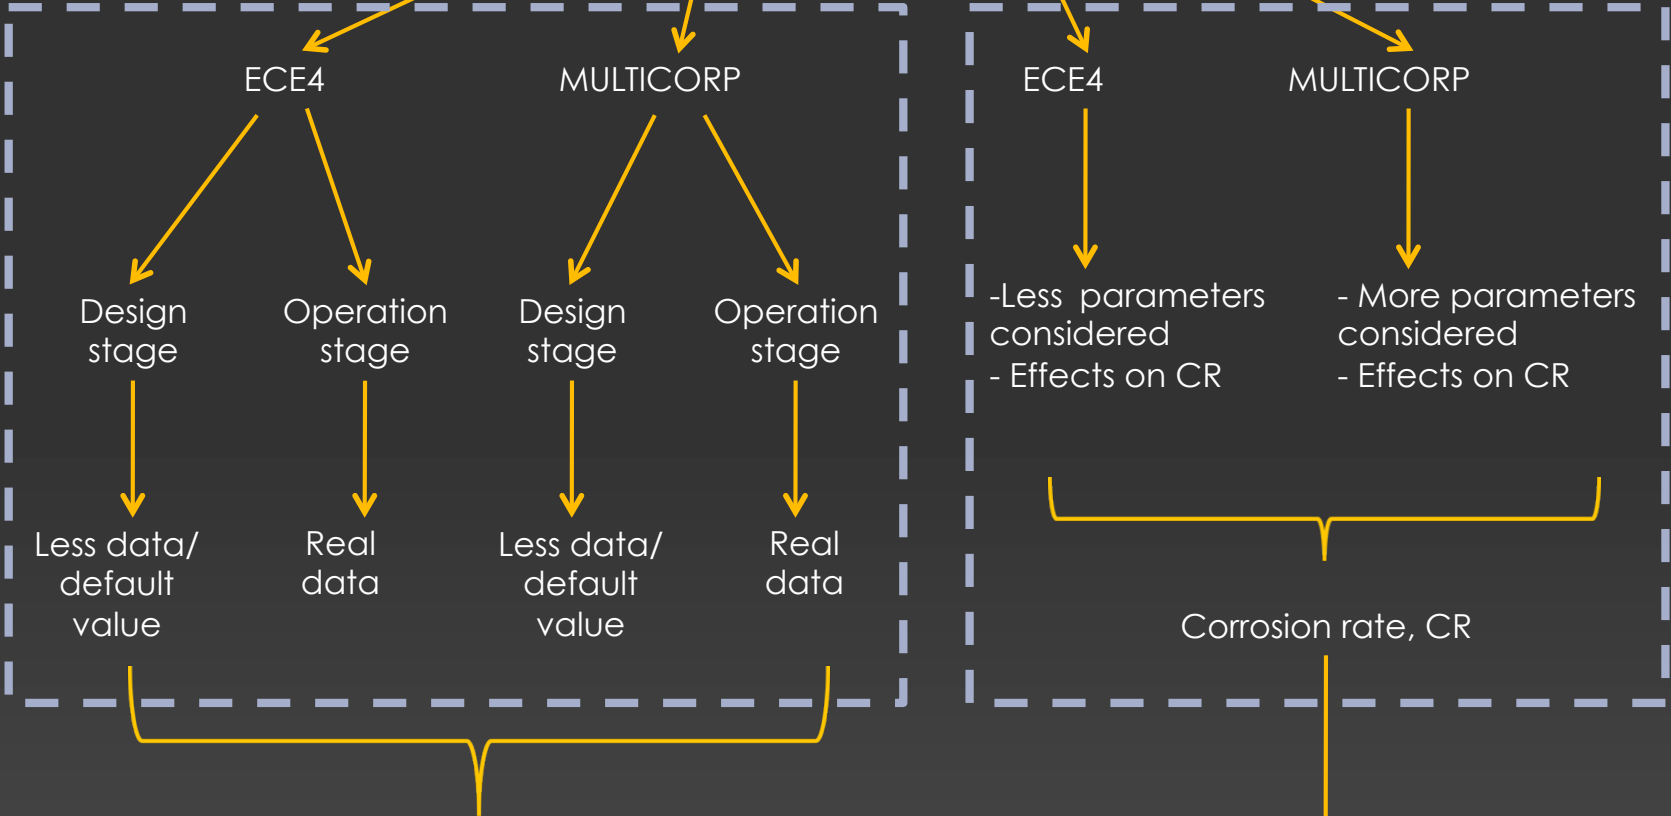 ECE4
MULTICORP
Design
stage
Operation
stage
Design
stage
Operation
stage
Less data/
default
value
Real
data
Less data/
default
value
Real
data
ECE4
MULTICORP
-Less  parameters
considered
- Effects on CR
- More parameters
considered
- Effects on CR
Corrosion rate, CR